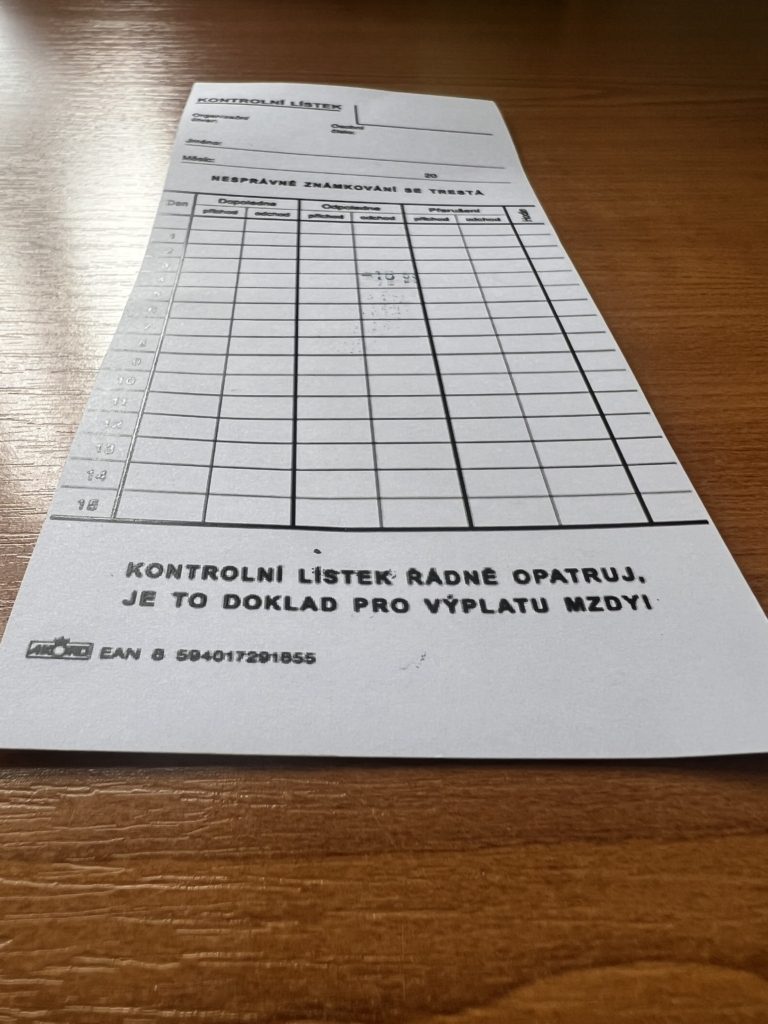 KONTROLNÍ LÍSTEK
Organizační
útvar:
Osobní
číslo:
Jméno:
Měsíc:
20
NESPRÁVNÉ ZNÁMKOVÁNÍ SE TRESTÁ
Den Dopoledne Odpoledne Přerušení
příchod odchod příchod odchod příchod odchod
1
2
3
4
5
6
7
8
9
10
11
12
13
14
15
KONTROLNÍ LÍSTEK ŘÁDNĚ OPATRUJ,
JE TO DOKLAD PRO VÝPLATU MZDY!
AKORD EAN 8 594017291855